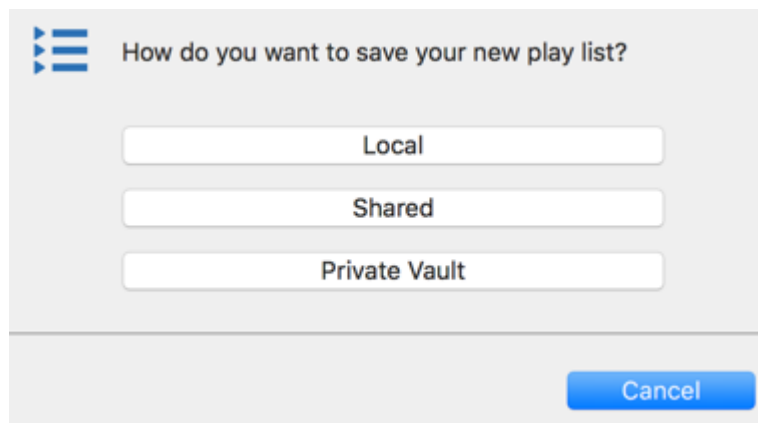 How do you want to save your new play list?
Local
Shared
Private Vault
Cancel